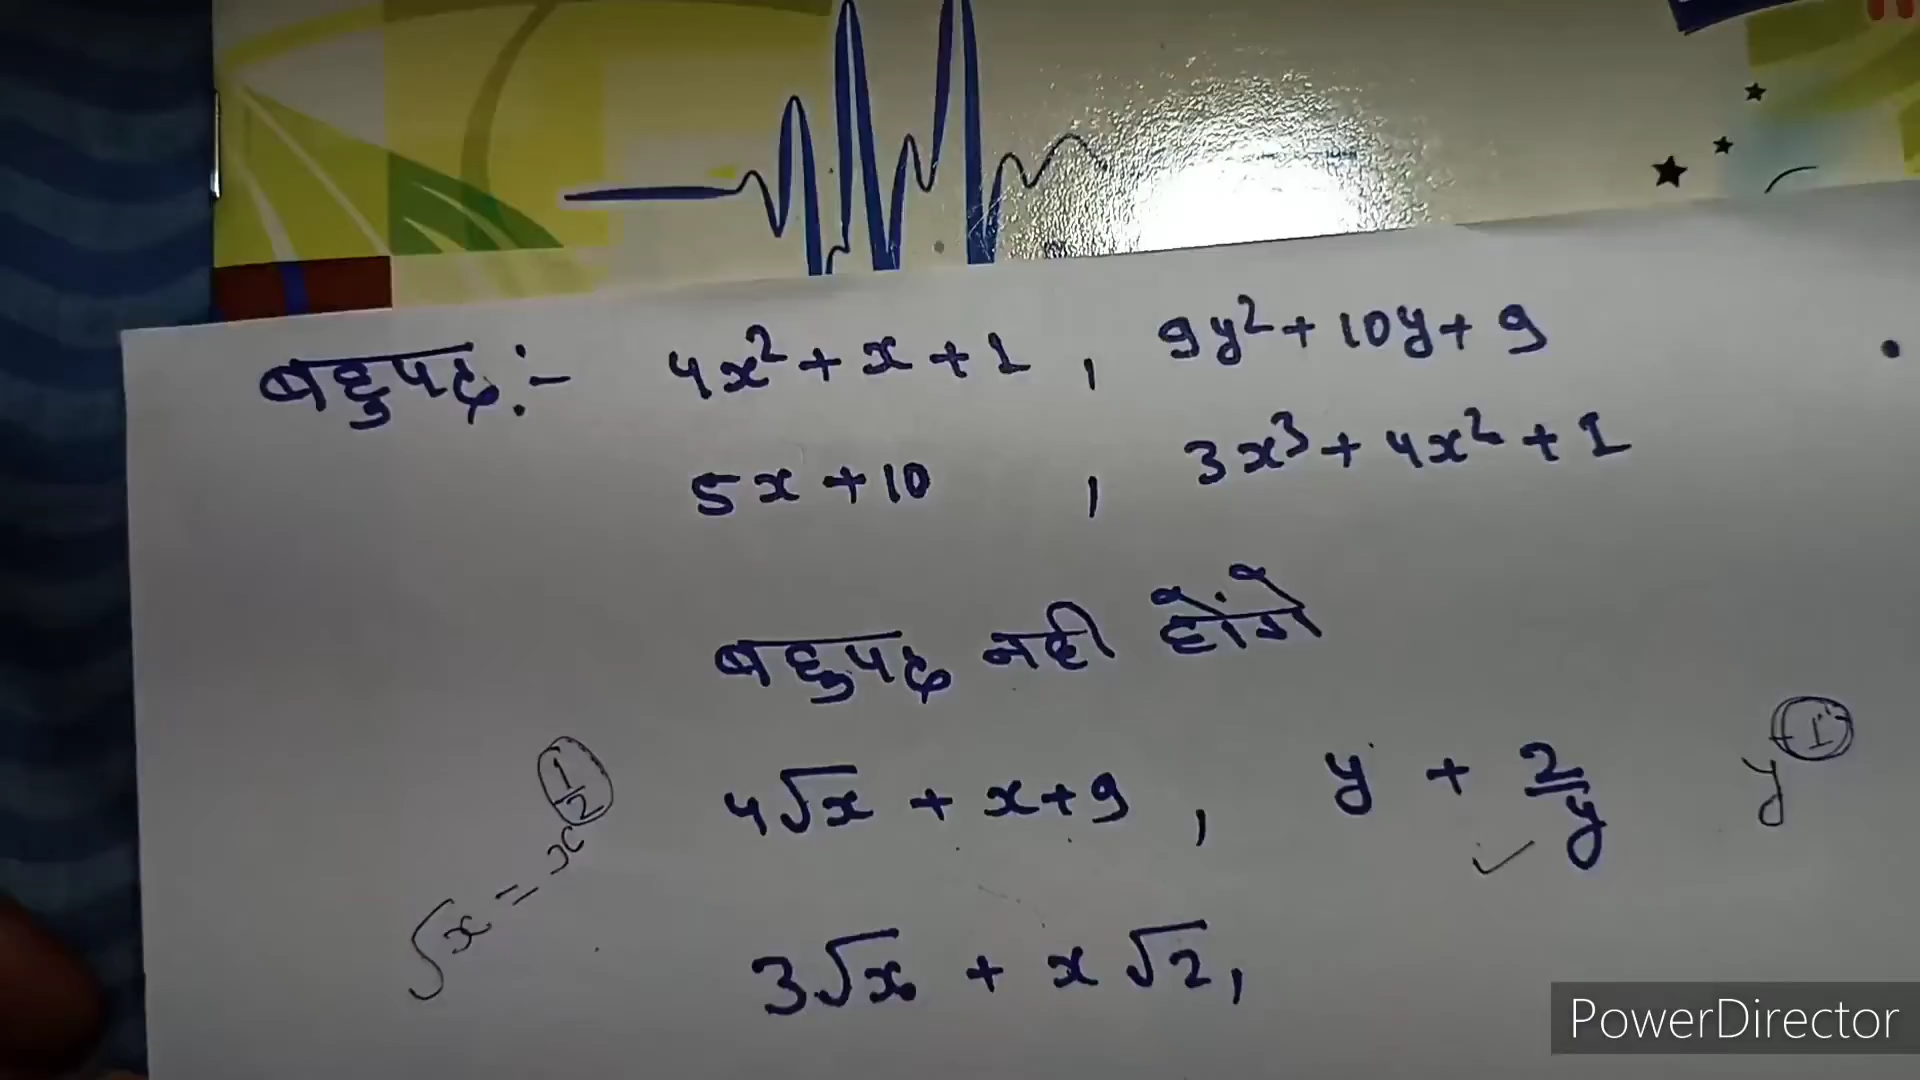 बहुपद :- 4x² + x + 1 , 9y² + 10y + 9
5x + 10 , 3x³ + 4x² + 1
बहुपद नही होंगे
4√x + x + 9 , y + 2/y y⁻¹
√x = x^(1/2)
3√x + x√2 ,
PowerDirector